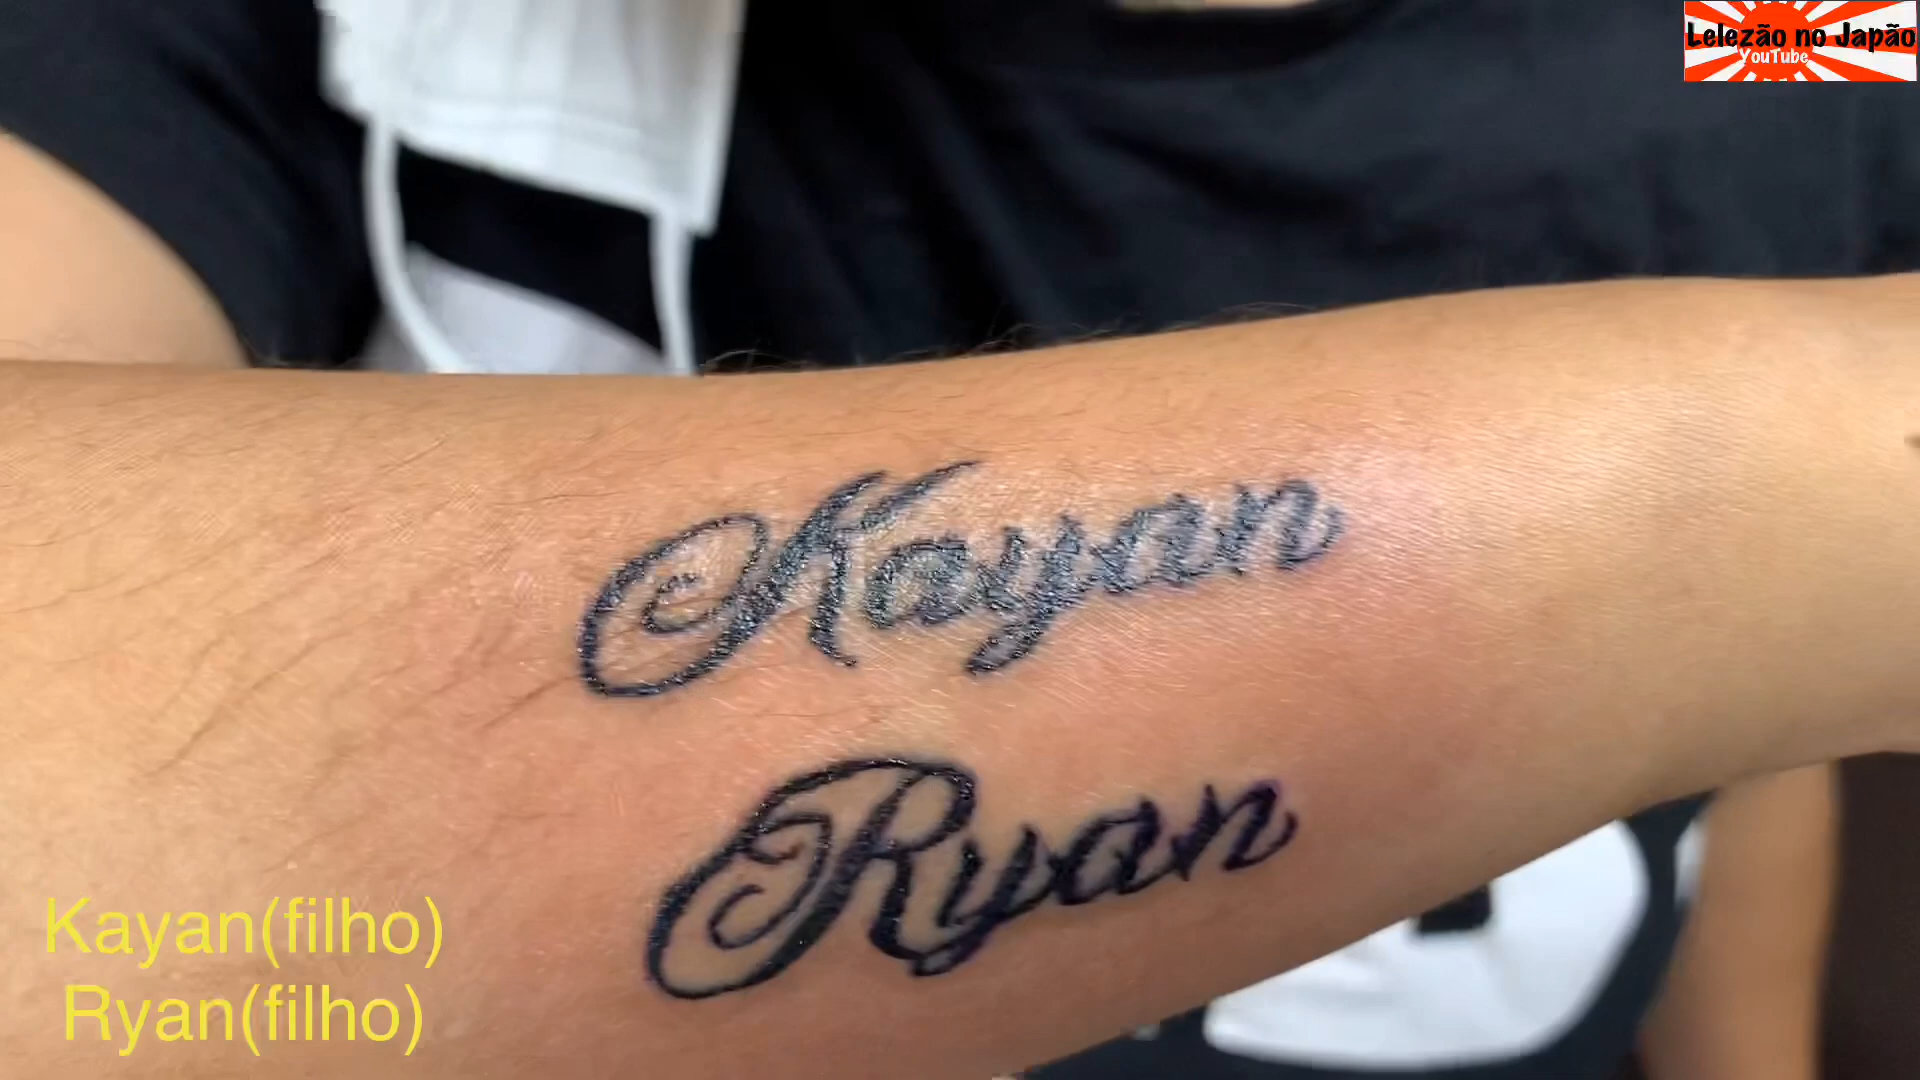 Lelezão no Japão
YouTube
Kayan
Ryan
Kayan(filho)
Ryan(filho)